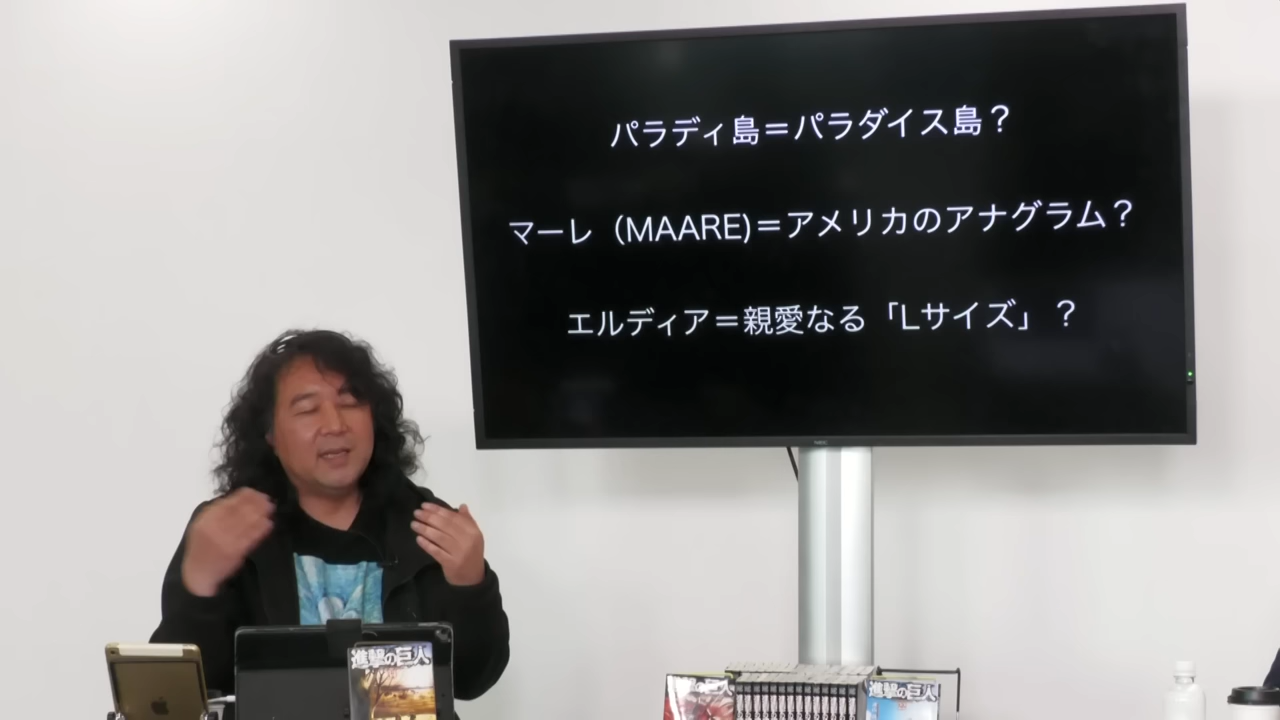 パラディ島＝パラダイス島？
マーレ（MAARE)＝アメリカのアナグラム？
エルディア＝親愛なる「Lサイズ」？
NEC
進撃の巨人
進撃の巨人
進撃の巨人